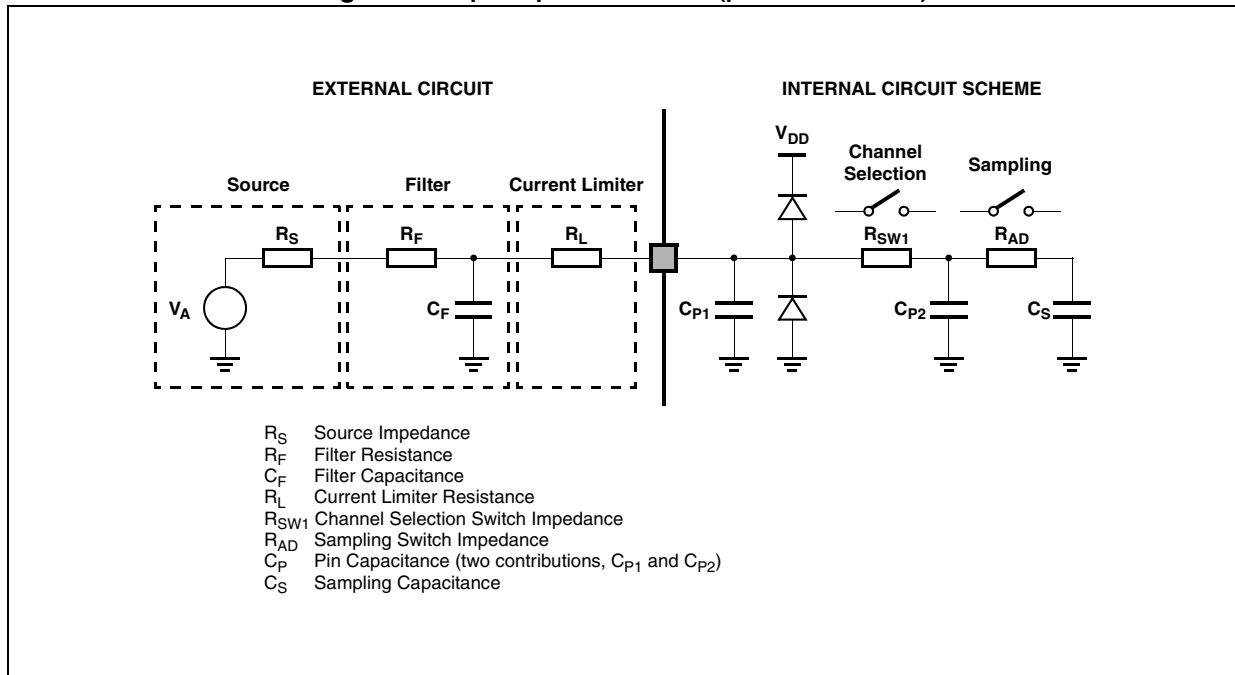 EXTERNAL CIRCUIT
INTERNAL CIRCUIT SCHEME
VDD
Channel
Selection
Sampling
Source
Filter
Current Limiter
RS
RF
RL
RSW1
RAD
VA
CF
CP1
CP2
CS
RS Source Impedance
RF Filter Resistance
CF Filter Capacitance
RL Current Limiter Resistance
RSW1 Channel Selection Switch Impedance
RAD Sampling Switch Impedance
CP Pin Capacitance (two contributions, CP1 and CP2)
CS Sampling Capacitance